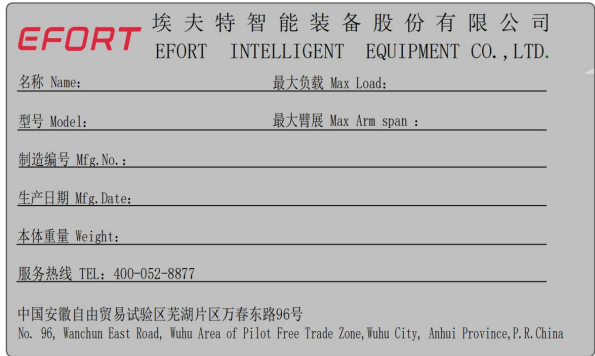 EFORT 埃夫特智能装备股份有限公司
EFORT INTELLIGENT EQUIPMENT CO.,LTD.
名称 Name: 最大负载 Max Load:
型号 Model: 最大臂展 Max Arm span :
制造编号 Mfg.No.:
生产日期 Mfg.Date:
本体重量 Weight:
服务热线 TEL: 400-052-8877
中国安徽自由贸易试验区芜湖片区万春东路96号
No. 96, Wanchun East Road, Wuhu Area of Pilot Free Trade Zone,Wuhu City, Anhui Province,P.R.China